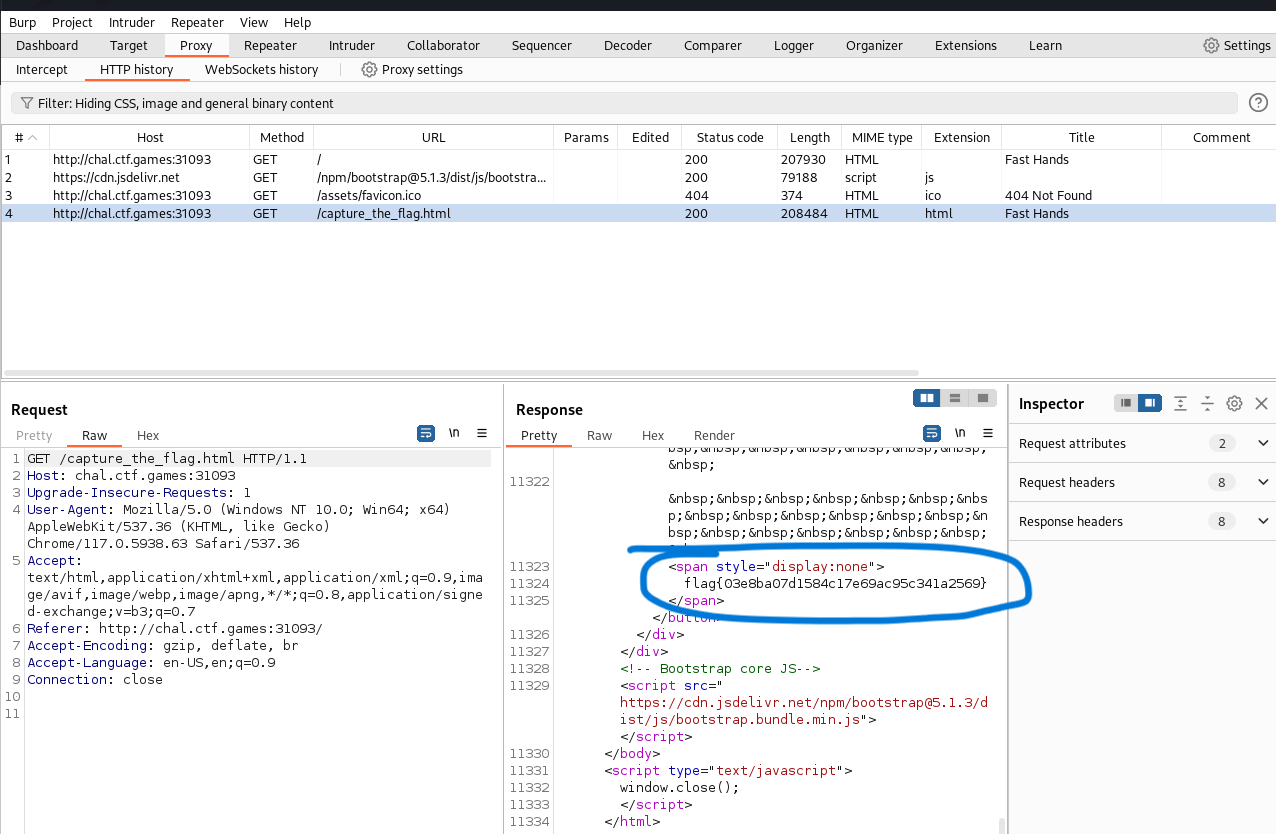 Burp Project Intruder Repeater View Help
Dashboard Target Proxy Repeater Intruder Collaborator Sequencer Decoder Comparer Logger Organizer Extensions Learn Settings
Intercept HTTP history WebSockets history Proxy settings
Filter: Hiding CSS, image and general binary content
# Host Method URL Params Edited Status code Length MIME type Extension Title Comment
1 http://chal.ctf.games:31093 GET / 200 207930 HTML Fast Hands
2 https://cdn.jsdelivr.net GET /npm/bootstrap@5.1.3/dist/js/bootstra... 200 79188 script js
3 http://chal.ctf.games:31093 GET /assets/favicon.ico 404 374 HTML ico 404 Not Found
4 http://chal.ctf.games:31093 GET /capture_the_flag.html 200 208484 HTML html Fast Hands
Request
Pretty Raw Hex \n
1 GET /capture_the_flag.html HTTP/1.1
2 Host: chal.ctf.games:31093
3 Upgrade-Insecure-Requests: 1
4 User-Agent: Mozilla/5.0 (Windows NT 10.0; Win64; x64)
AppleWebKit/537.36 (KHTML, like Gecko)
Chrome/117.0.5938.63 Safari/537.36
5 Accept:
text/html,application/xhtml+xml,application/xml;q=0.9,ima
ge/avif,image/webp,image/apng,*/*;q=0.8,application/signe
d-exchange;v=b3;q=0.7
6 Referer: http://chal.ctf.games:31093/
7 Accept-Encoding: gzip, deflate, br
8 Accept-Language: en-US,en;q=0.9
9 Connection: close
10
11
Response
Pretty Raw Hex Render \n
bsp;&nbsp;&nbsp;&nbsp;&nbsp;&nbsp;&nbsp;
&nbsp;
11322
&nbsp;&nbsp;&nbsp;&nbsp;&nbsp;&nbsp;&nbs
p;&nbsp;&nbsp;&nbsp;&nbsp;&nbsp;&nbsp;&n
bsp;&nbsp;&nbsp;&nbsp;&nbsp;&nbsp;&nbsp;
11323 <span style="display:none">
11324 flag{03e8ba07d1584c17e69ac95c341a2569}
11325 </span>
</button>
11326 </div>
11327 </div>
11328 <!-- Bootstrap core JS-->
11329 <script src="
https://cdn.jsdelivr.net/npm/bootstrap@5.1.3/d
ist/js/bootstrap.bundle.min.js">
</script>
11330 </body>
11331 <script type="text/javascript">
11332 window.close();
11333 </script>
11334 </html>
Inspector
Request attributes 2
Request headers 8
Response headers 8